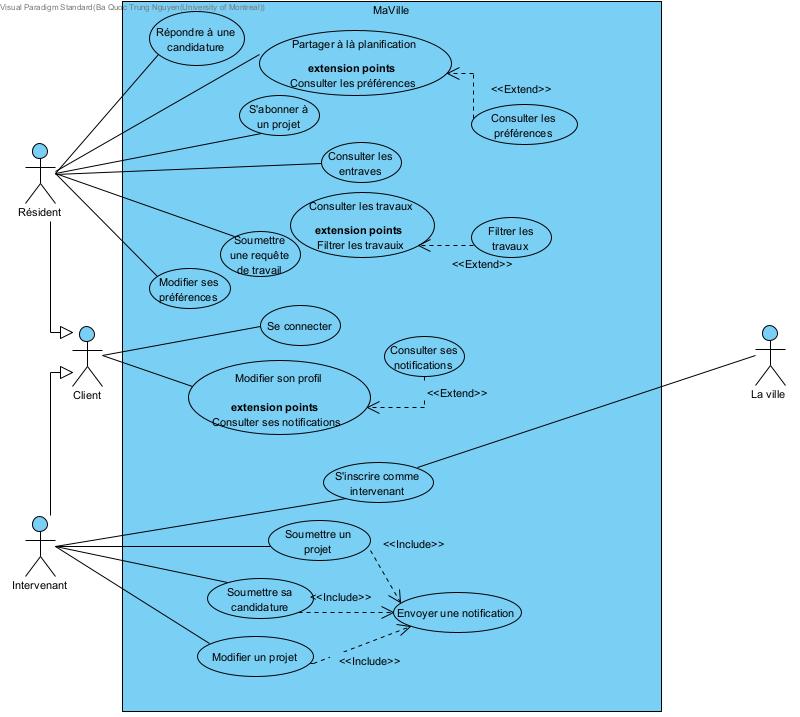 Visual Paradigm Standard(Ba Quoc Trung Nguyen(University of Montreal))
MaVille
Répondre à une
candidature
Partager à là planification
extension points
Consulter les préférences
<<Extend>>
Consulter les
préférences
S'abonner à
un projet
Consulter les
entraves
Résident
Consulter les travaux
extension points
Filtrer les travauix
Filtrer les
travaux
<<Extend>>
Soumettre
une requête
de travail
Modifier ses
préférences
Se connecter
Client
Consulter ses
notifications
Modifier son profil
extension points
Consulter ses notifications
<<Extend>>
La ville
S'inscrire comme
intervenant
Intervenant
Soumettre un
projet
<<Include>>
Soumettre sa
candidature
<<Include>>
Envoyer une notification
Modifier un projet
<<Include>>